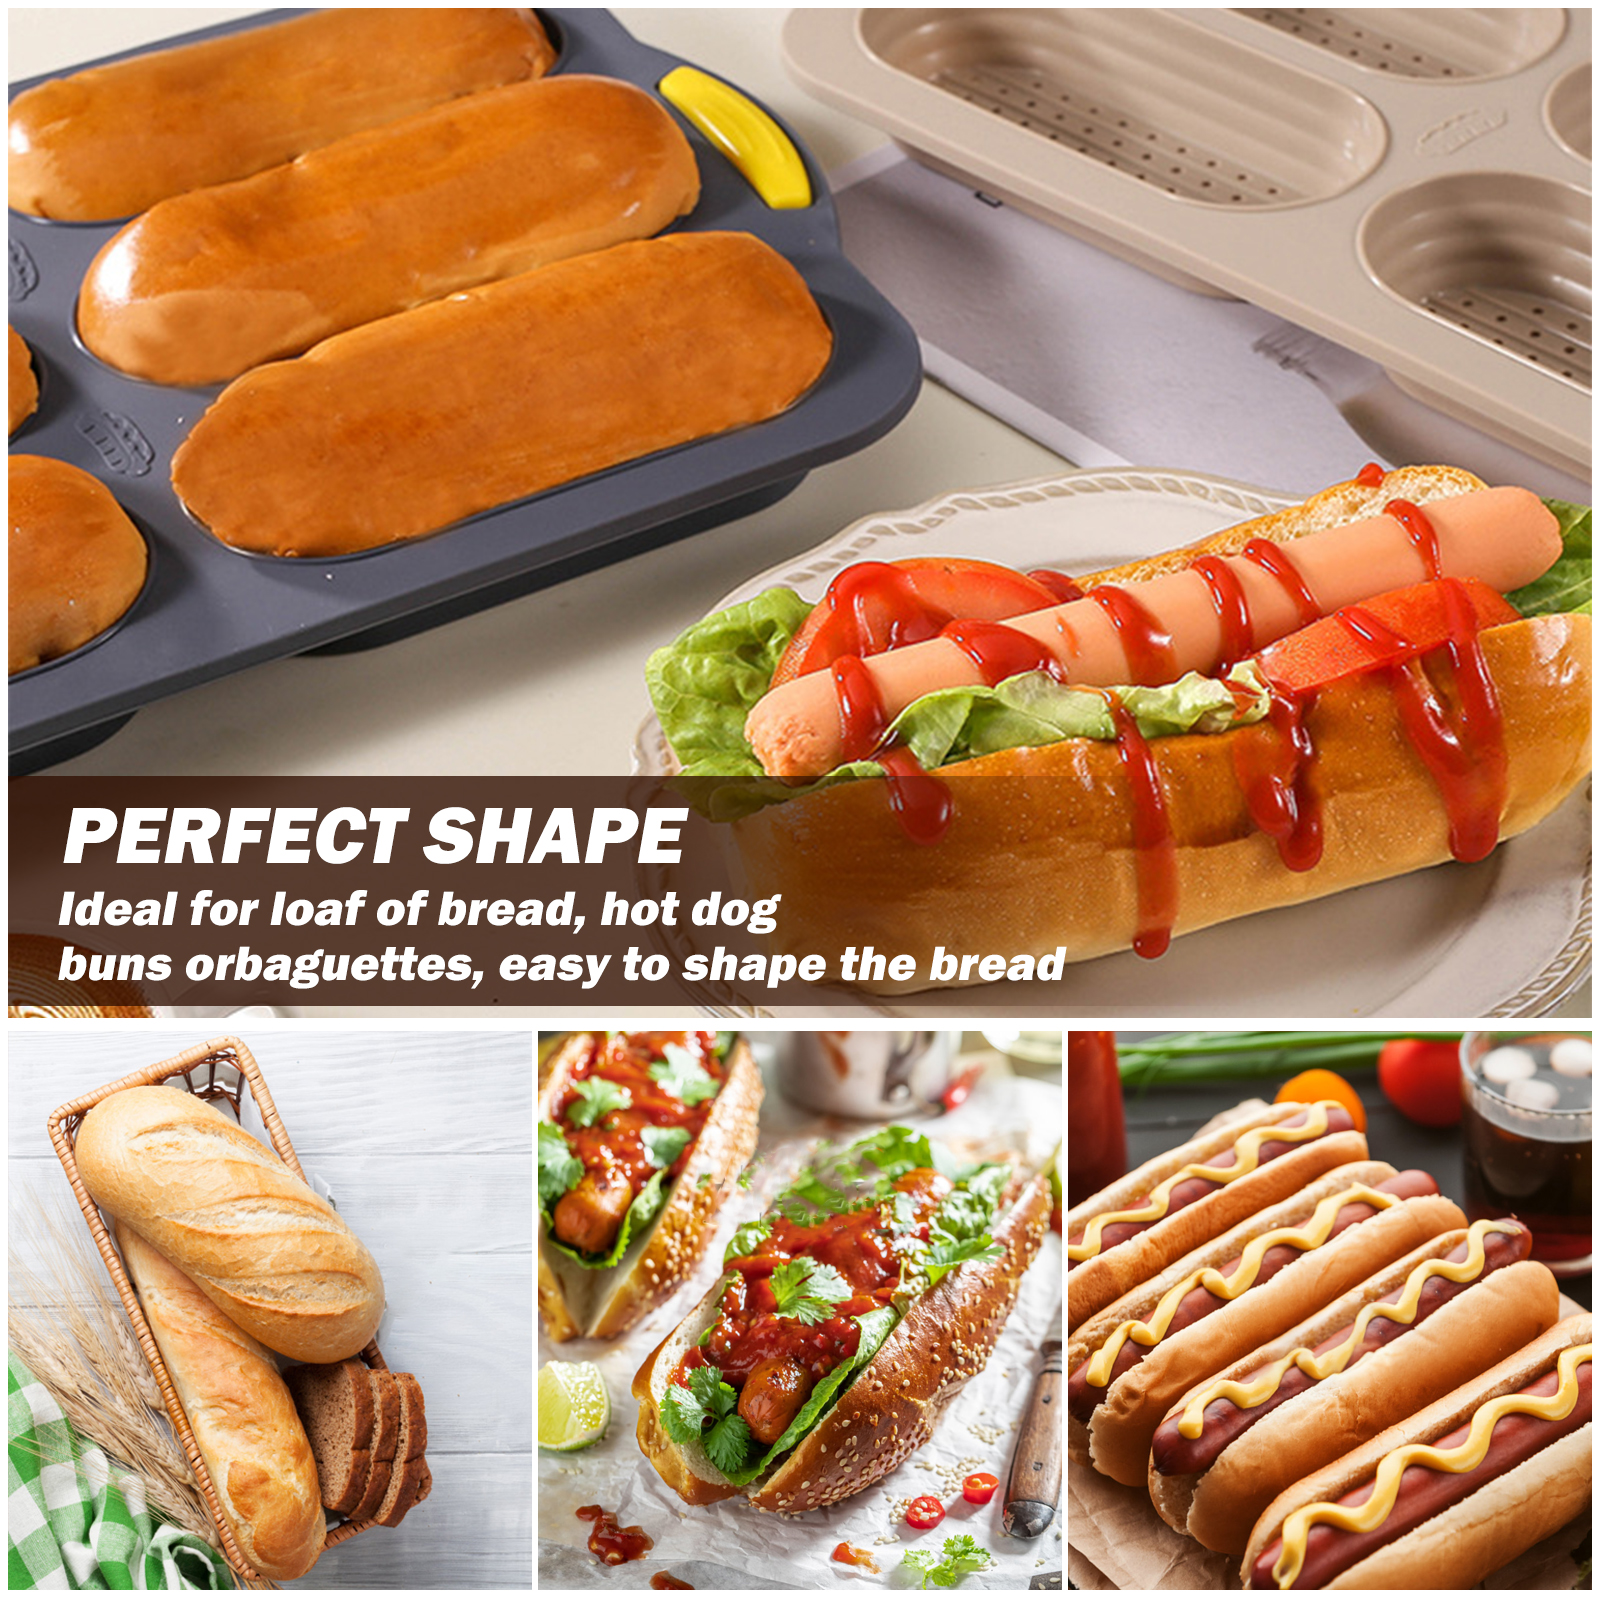 PERFECT SHAPE
Ideal for loaf of bread, hot dog
buns orbaguettes, easy to shape the bread